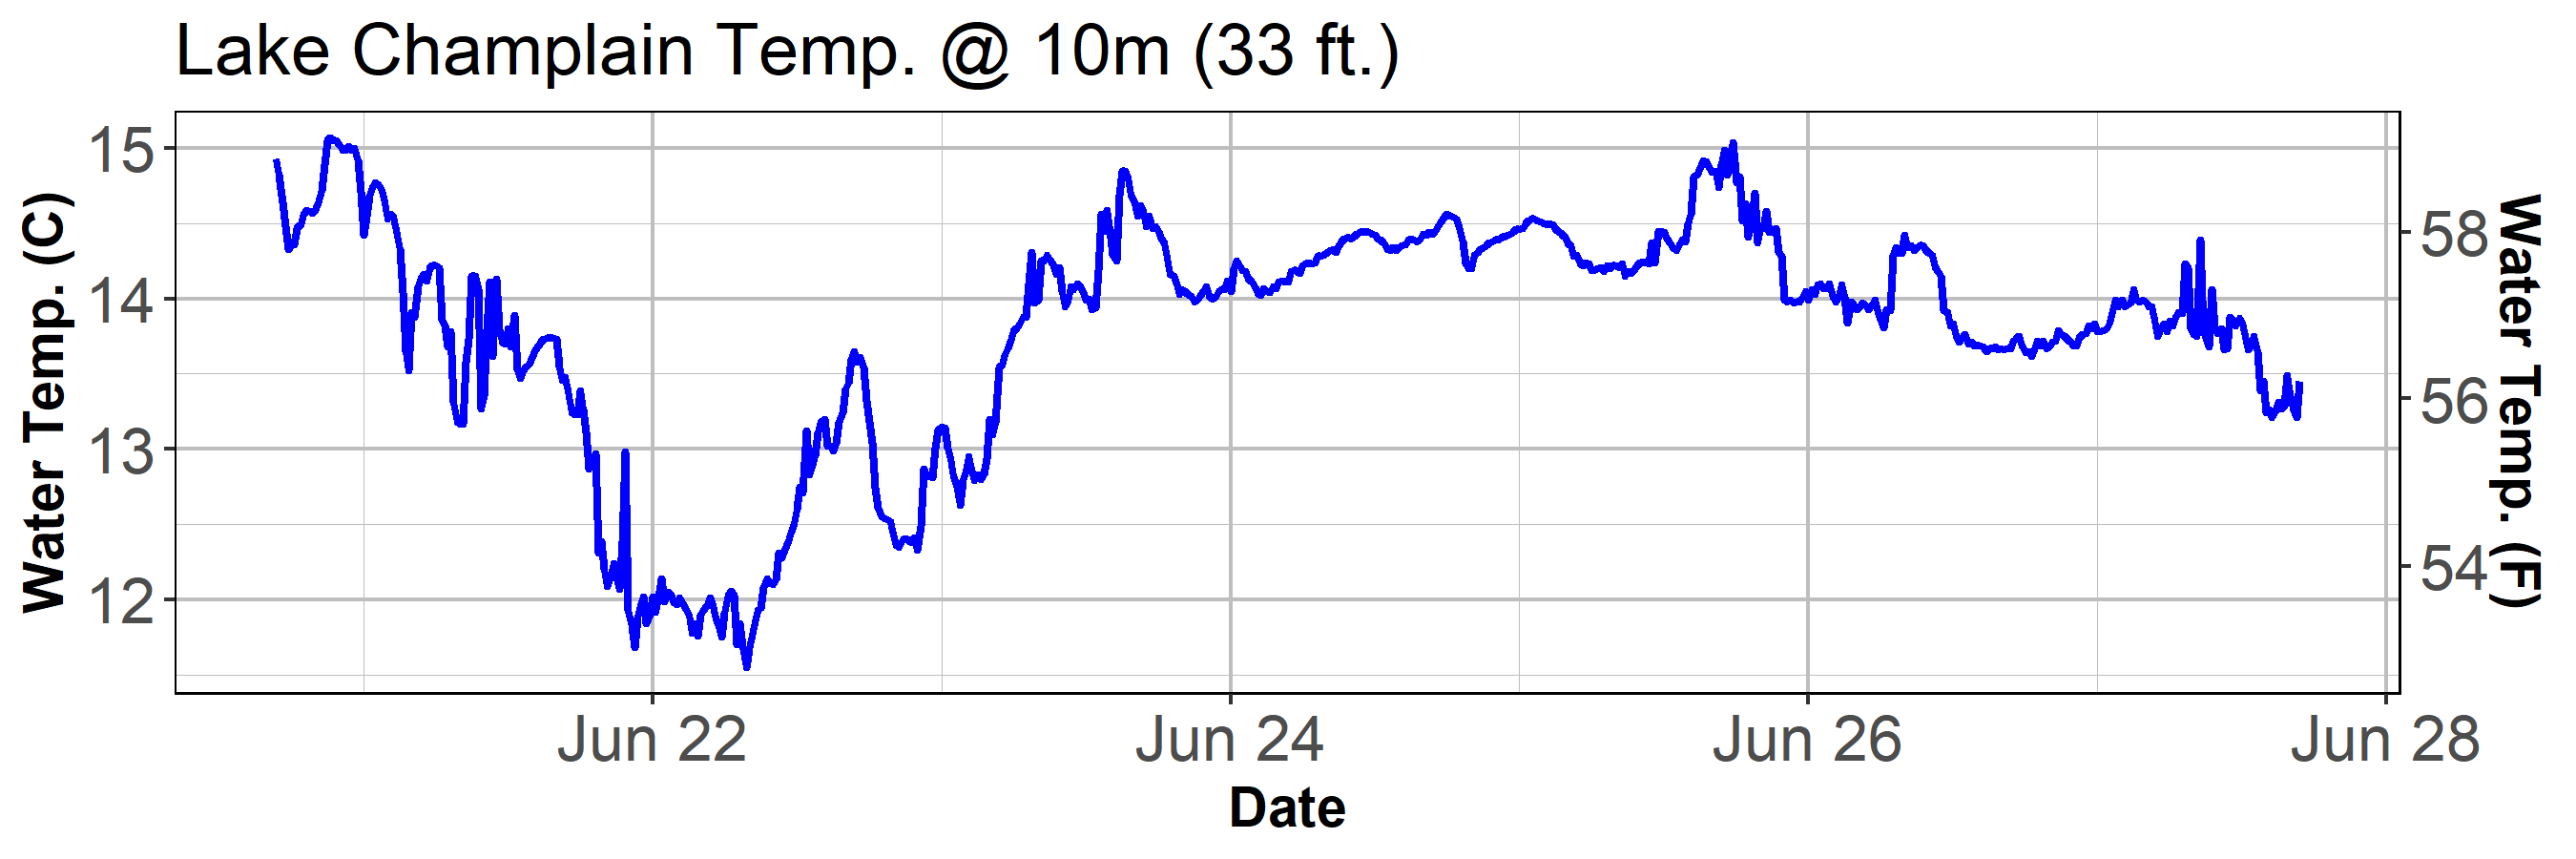 Lake Champlain Temp. @ 10m (33 ft.)
Water Temp. (C)
15
14
13
12
58
56
54
Water Temp. (F)
Jun 22 Jun 24 Jun 26 Jun 28
Date